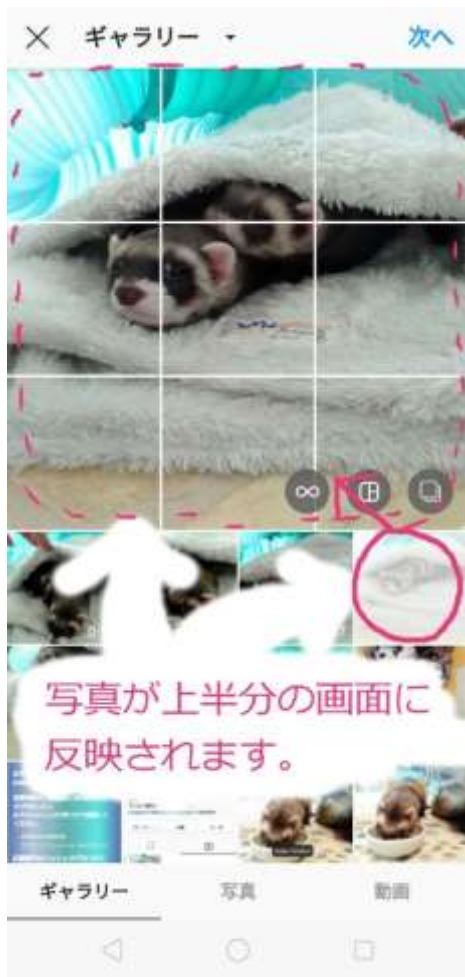 ギャラリー
次へ
写真が上半分の画面に
反映されます。
ギャラリー
写真
動画